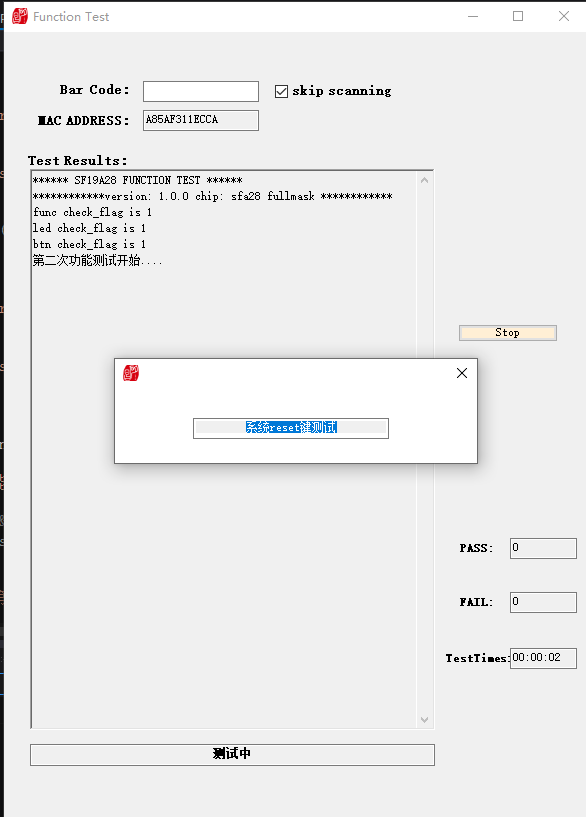 Function Test
Bar Code:
skip scanning
MAC ADDRESS:
A85AF311ECCA
Test Results:
****** SF19A28 FUNCTION TEST ******
************version: 1.0.0 chip: sfa28 fullmask ************
func check_flag is 1
led check_flag is 1
btn check_flag is 1
第二次功能测试开始....
Stop
系统reset键测试
PASS:
0
FAIL:
0
TestTimes:
00:00:02
测试中